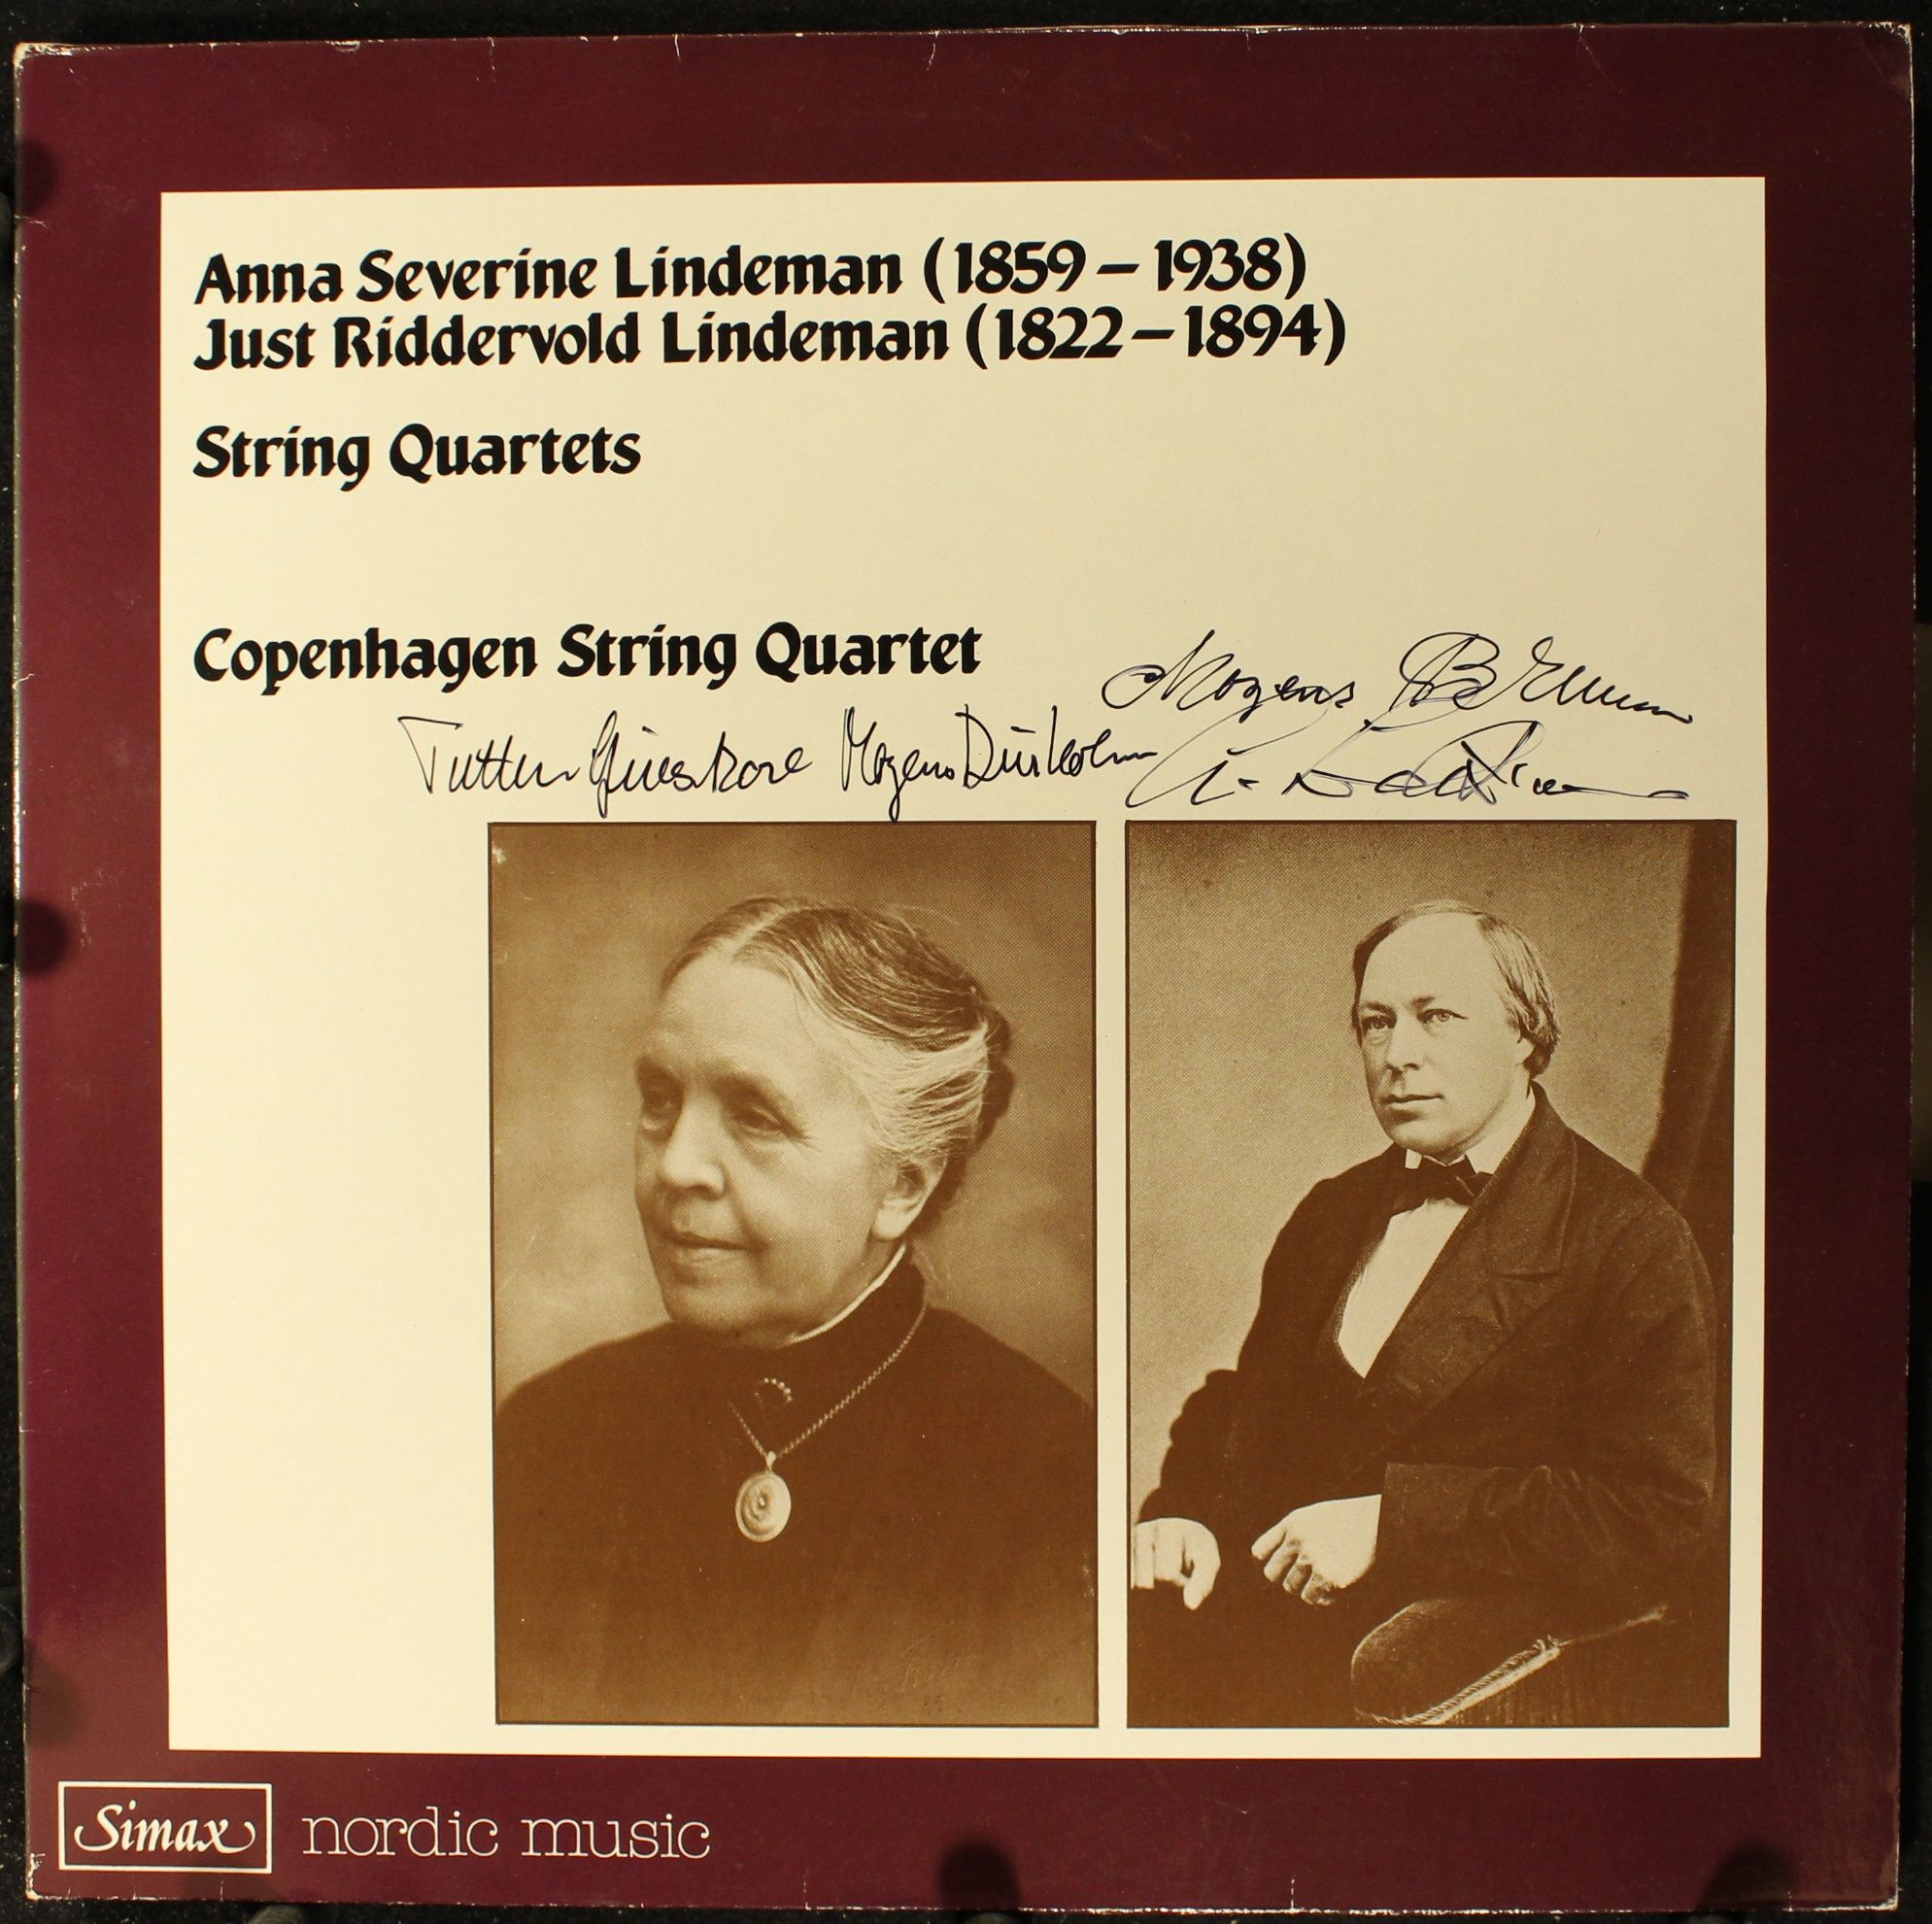 Anna Severine Lindeman (1859 – 1938)
Just Riddervold Lindeman (1822 – 1894)
String Quartets
Copenhagen String Quartet
Mogens
Tutter Givskov Mogens Durholm
Simax nordic music